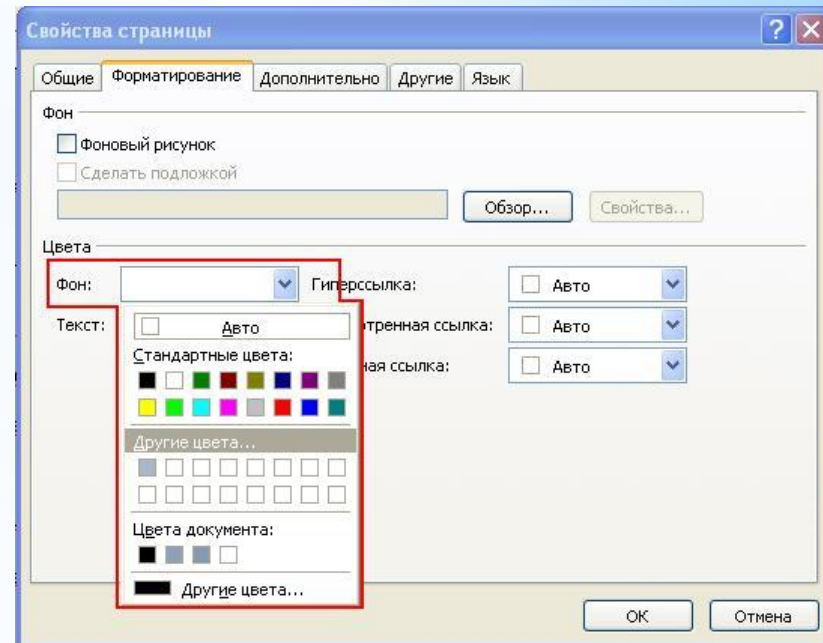 Свойства страницы
Общие Форматирование Дополнительно Другие Язык
Фон
Фоновый рисунок
Сделать подложкой
Обзор... Свойства...
Цвета
Фон: Гиперссылка: Авто
Текст: Авто тренная ссылка: Авто
Стандартные цвета: ная ссылка: Авто
Другие цвета...
Цвета документа:
Другие цвета...
ОК Отмена